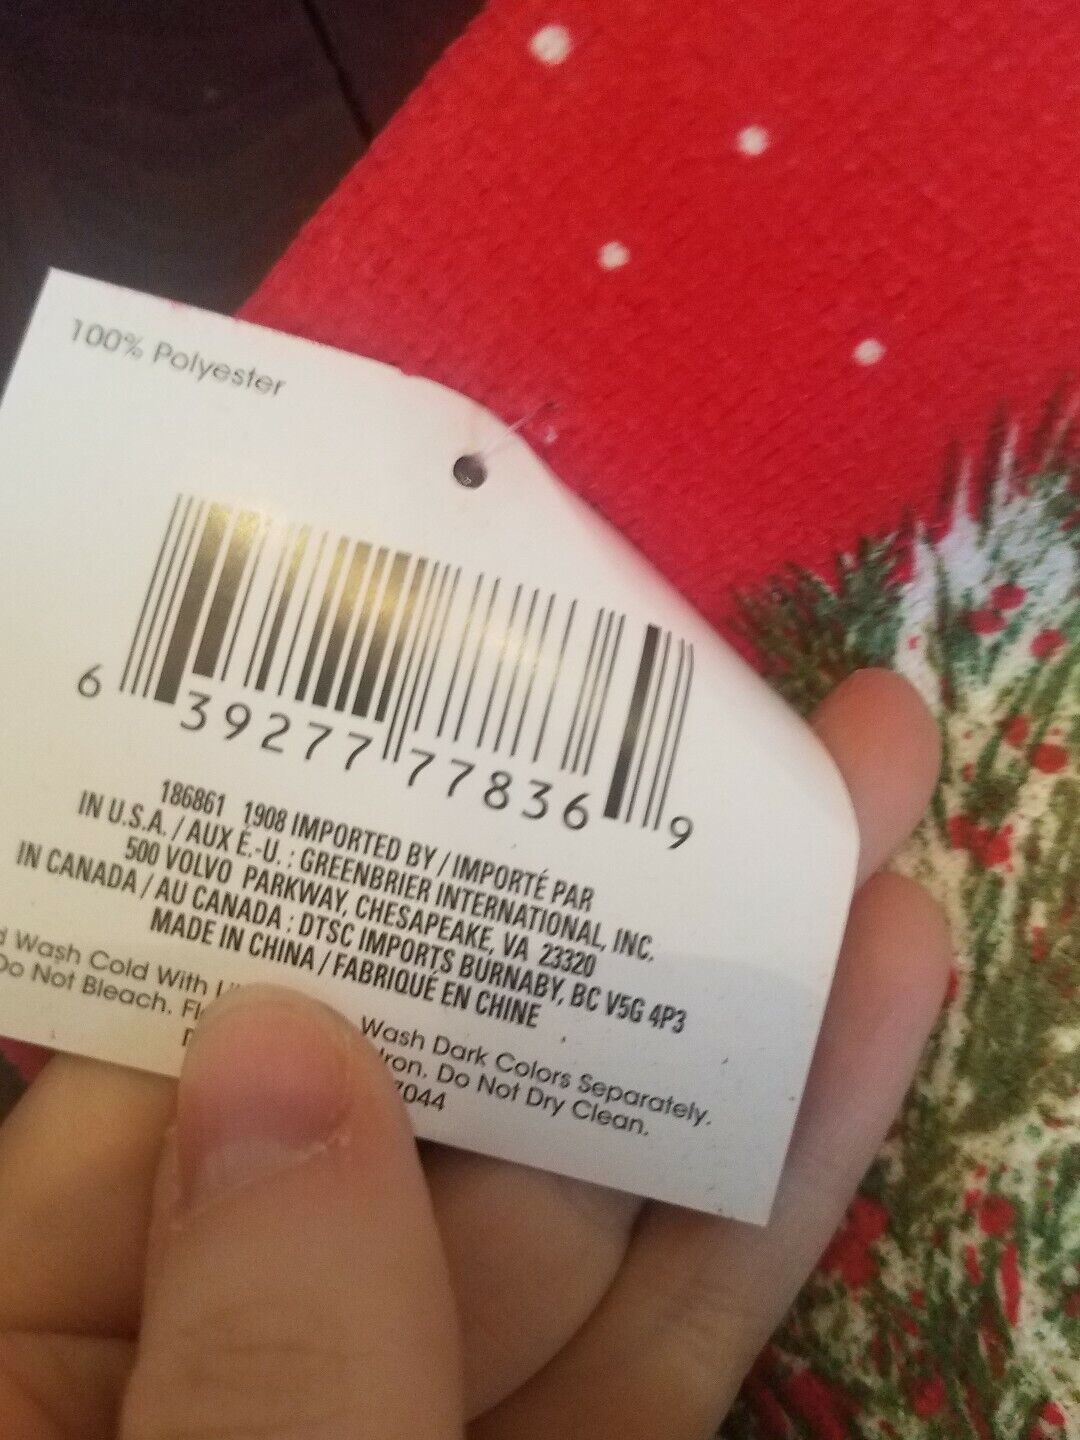 100% Polyester
6 39277 77836 9
186861 1908 IMPORTED BY / IMPORTÉ PAR
IN U.S.A. / AUX É.-U. : GREENBRIER INTERNATIONAL, INC.
500 VOLVO PARKWAY, CHESAPEAKE, VA 23320
IN CANADA / AU CANADA : DTSC IMPORTS BURNABY, BC V5G 4P3
MADE IN CHINA / FABRIQUÉ EN CHINE
Wash Cold With Wash Dark Colors Separately.
Do Not Bleach. Iron. Do Not Dry Clean.
7044